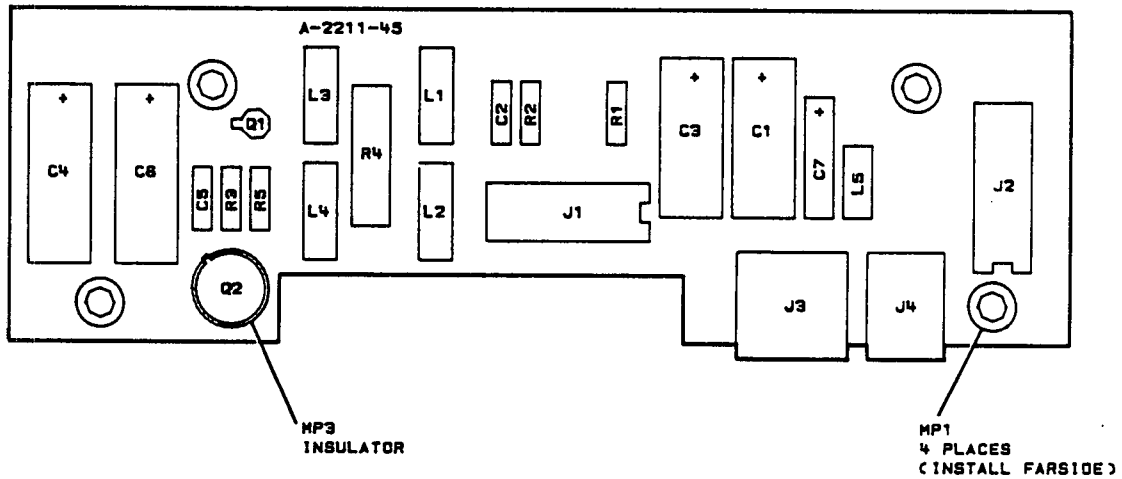 A-2211-45
+
+
+
+
+
C4
C6
Q1
L3
R4
L1
C2
R2
R1
C3
C1
C7
L5
J2
C5
R3
R5
L4
L2
J1
Q2
J3
J4
MP3
INSULATOR
MP1
4 PLACES
(INSTALL FARSIDE)